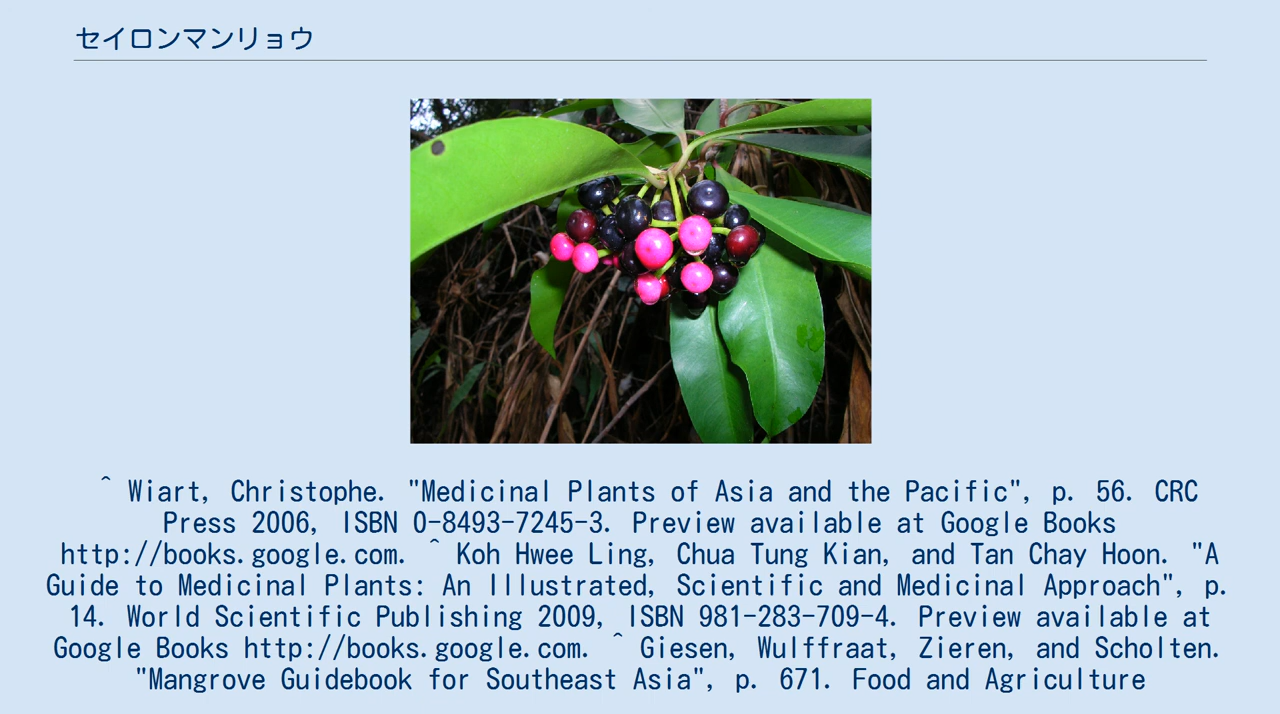 セイロンマンリョウ
^ Wiart, Christophe. "Medicinal Plants of Asia and the Pacific", p. 56. CRC
Press 2006, ISBN 0-8493-7245-3. Preview available at Google Books
http://books.google.com. ^ Koh Hwee Ling, Chua Tung Kian, and Tan Chay Hoon. "A
Guide to Medicinal Plants: An Illustrated, Scientific and Medicinal Approach", p.
14. World Scientific Publishing 2009, ISBN 981-283-709-4. Preview available at
Google Books http://books.google.com. ^ Giesen, Wulffraat, Zieren, and Scholten.
"Mangrove Guidebook for Southeast Asia", p. 671. Food and Agriculture